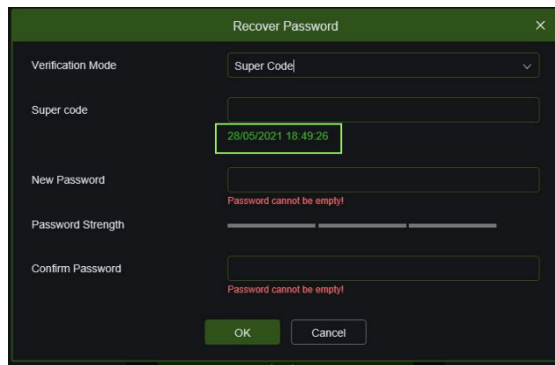 Recover Password
Verification Mode Super Code
Super code
28/05/2021 18:49:26
New Password
Password cannot be empty!
Password Strength
Confirm Password
Password cannot be empty!
OK Cancel